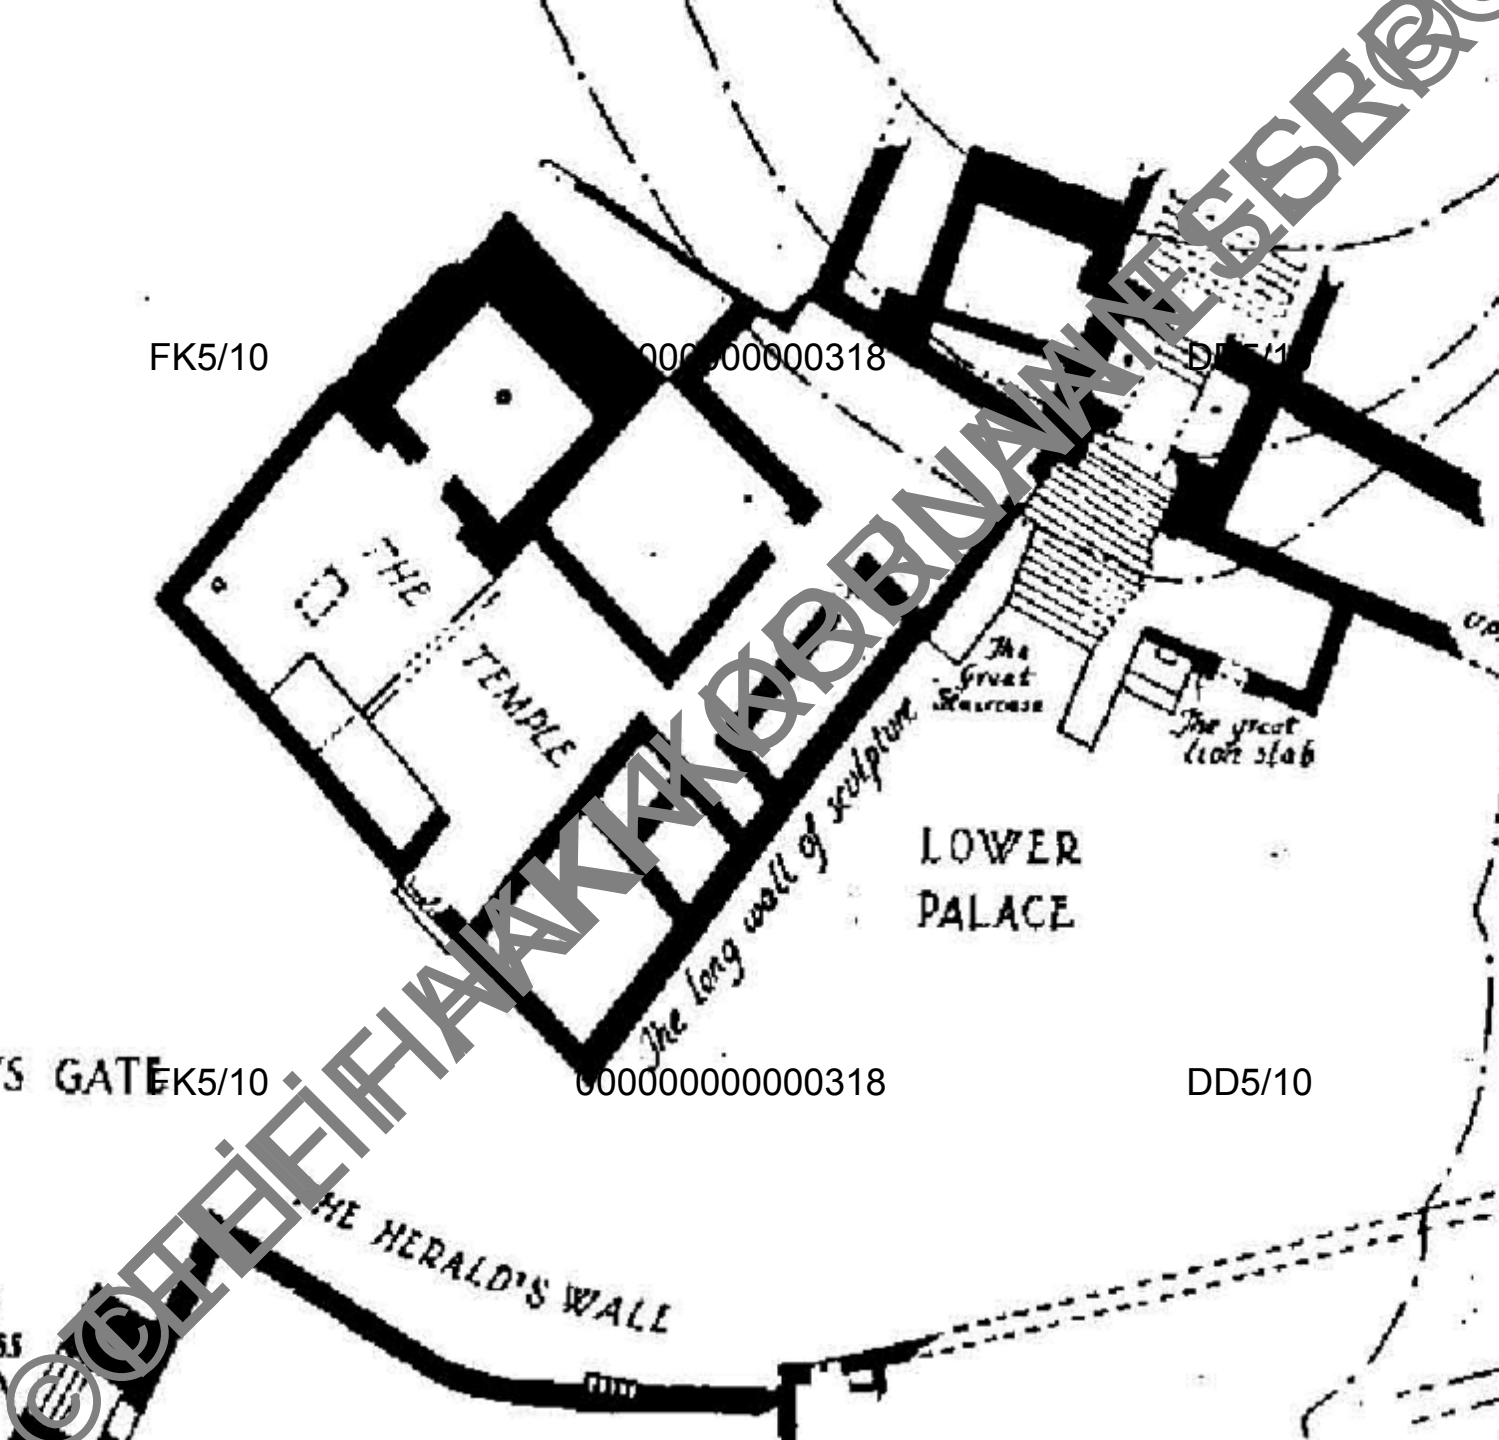 FK5/10
000000000000318
DD5/10
THE
TEMPLE
The
Great
Staircase
The great
lion slab
The long wall of sculpture
LOWER
PALACE
'S GATE
FK5/10
000000000000318
DD5/10
THE HERALD'S WALL